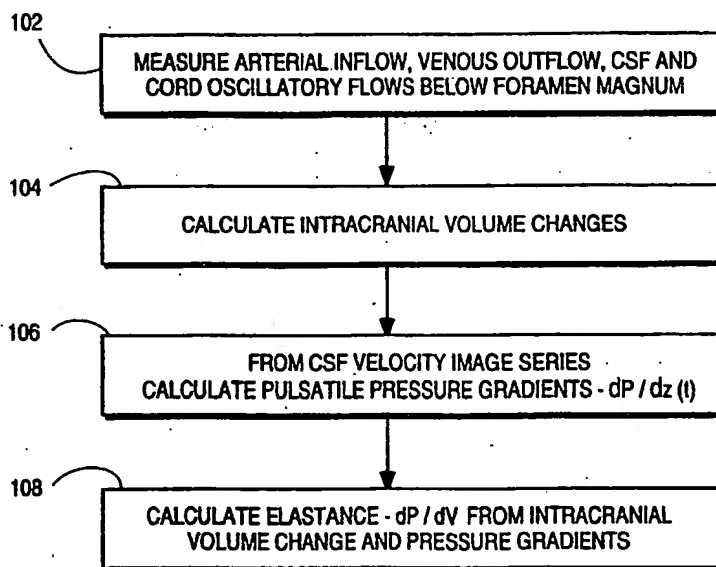 102
MEASURE ARTERIAL INFLOW, VENOUS OUTFLOW, CSF AND
CORD OSCILLATORY FLOWS BELOW FORAMEN MAGNUM
104
CALCULATE INTRACRANIAL VOLUME CHANGES
106
FROM CSF VELOCITY IMAGE SERIES
CALCULATE PULSATILE PRESSURE GRADIENTS - dP / dz (t)
108
CALCULATE ELASTANCE - dP / dV FROM INTRACRANIAL
VOLUME CHANGE AND PRESSURE GRADIENTS